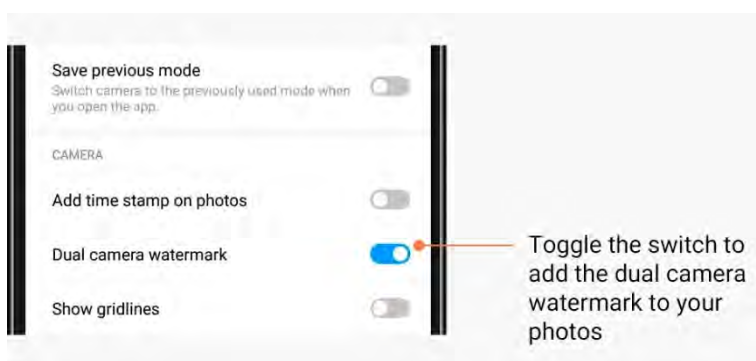 Save previous mode
Switch camera to the previously used mode when
you open the app.
CAMERA
Add time stamp on photos
Dual camera watermark
Show gridlines
Toggle the switch to
add the dual camera
watermark to your
photos